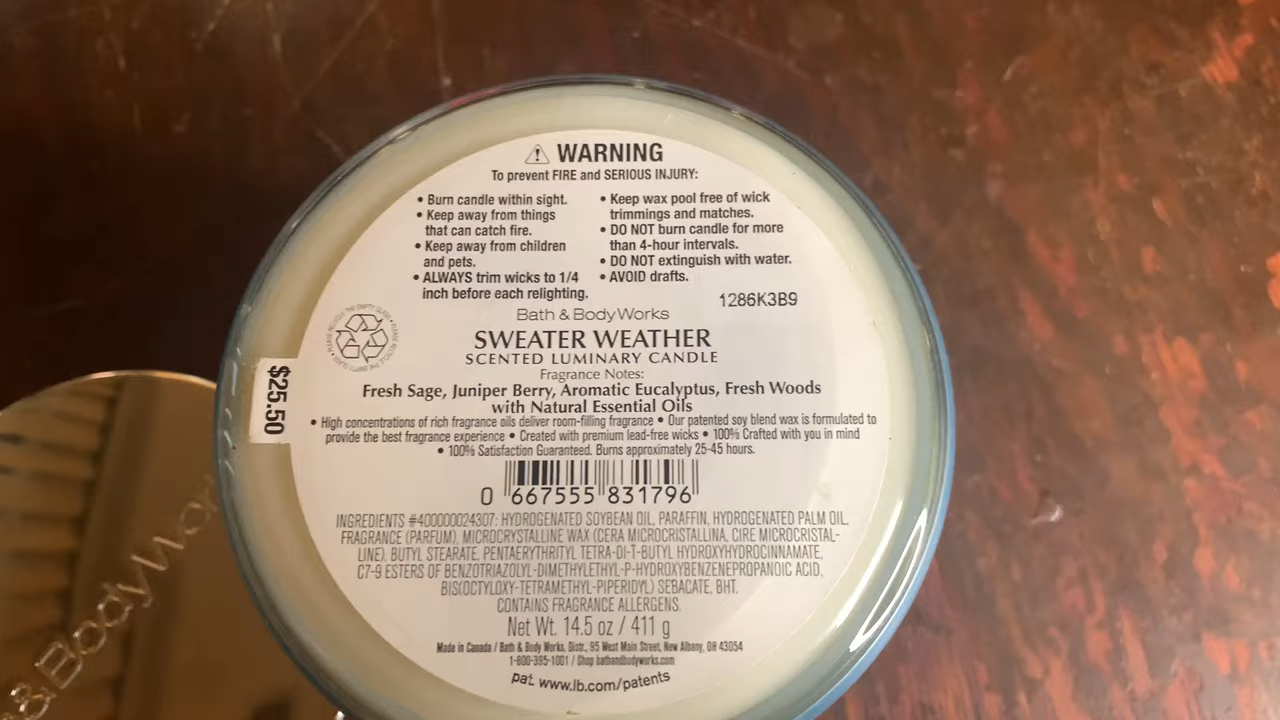 WARNING
To prevent FIRE and SERIOUS INJURY:
• Burn candle within sight.
• Keep away from things
that can catch fire.
• Keep away from children
and pets.
• ALWAYS trim wicks to 1/4
inch before each relighting.
• Keep wax pool free of wick
trimmings and matches.
• DO NOT burn candle for more
than 4-hour intervals.
• DO NOT extinguish with water.
• AVOID drafts.
1286K3B9
Bath & Body Works
SWEATER WEATHER
SCENTED LUMINARY CANDLE
Fragrance Notes:
Fresh Sage, Juniper Berry, Aromatic Eucalyptus, Fresh Woods
with Natural Essential Oils
• High concentrations of rich fragrance oils deliver room-filling fragrance • Our patented soy blend wax is formulated to
provide the best fragrance experience • Created with premium lead-free wicks • 100% Crafted with you in mind
• 100% Satisfaction Guaranteed. Burns approximately 25-45 hours.
$25.50
0 667555 831796
INGREDIENTS #400000024307: HYDROGENATED SOYBEAN OIL, PARAFFIN, HYDROGENATED PALM OIL,
FRAGRANCE (PARFUM), MICROCRYSTALLINE WAX (CERA MICROCRISTALLINA, CIRE MICROCRISTAL-
LINE), BUTYL STEARATE, PENTAERYTHRITYL TETRA-DI-T-BUTYL HYDROXYHYDROCINNAMATE,
C7-9 ESTERS OF BENZOTRIAZOLYL-DIMETHYLETHYL-P-HYDROXYBENZENEPROPANOIC ACID,
BIS(OCTYLOXY-TETRAMETHYL-PIPERIDYL) SEBACATE, BHT.
CONTAINS FRAGRANCE ALLERGENS.
Net Wt. 14.5 oz / 411 g
Made in Canada / Bath & Body Works, Distr., 95 West Main Street, New Albany, OH 43054
1-800-395-1001 / Shop bathandbodyworks.com
pat. www.lb.com/patents
& Body Wor